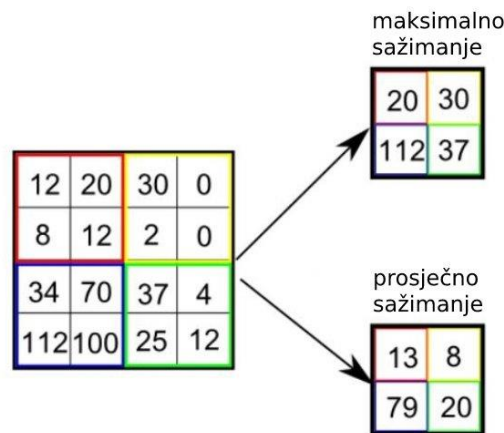 maksimalno
sažimanje
20 30
112 37
12 20 30 0
8 12 2 0
34 70 37 4
112 100 25 12
prosječno
sažimanje
13 8
79 20